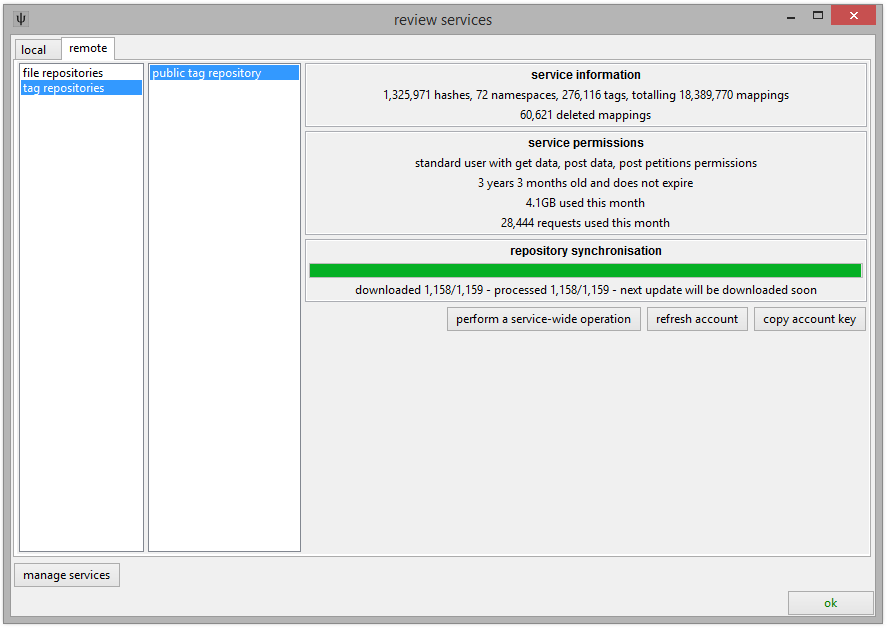 ψ
review services
local
remote
file repositories
tag repositories
public tag repository
service information
1,325,971 hashes, 72 namespaces, 276,116 tags, totalling 18,389,770 mappings
60,621 deleted mappings
service permissions
standard user with get data, post data, post petitions permissions
3 years 3 months old and does not expire
4.1GB used this month
28,444 requests used this month
repository synchronisation
downloaded 1,158/1,159 - processed 1,158/1,159 - next update will be downloaded soon
perform a service-wide operation
refresh account
copy account key
manage services
ok